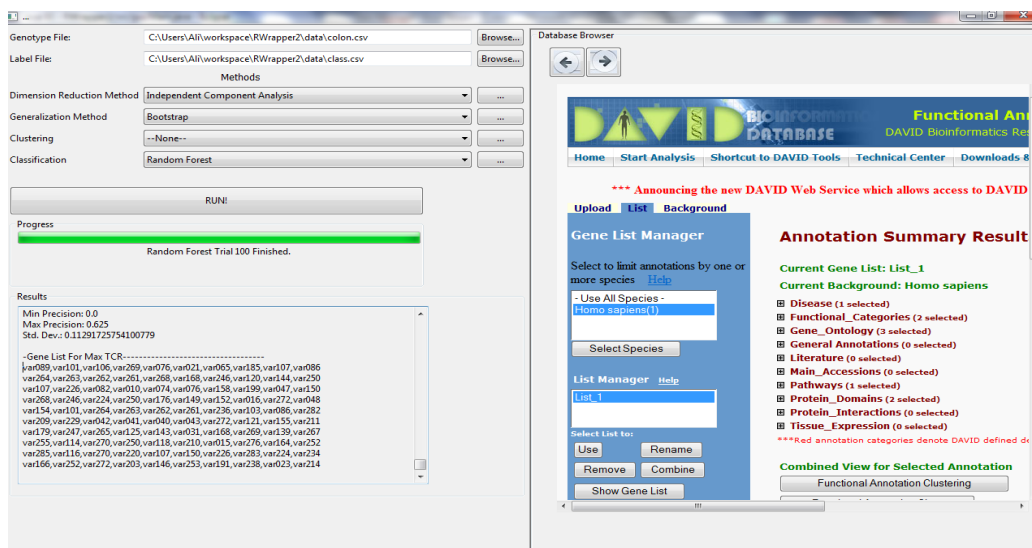 ...
Genotype File: C:\Users\Ali\workspace\RWrapper2\data\colon.csv Browse...
Label File: C:\Users\Ali\workspace\RWrapper2\data\class.csv Browse...
Methods
Dimension Reduction Method Independent Component Analysis ...
Generalization Method Bootstrap ...
Clustering --None-- ...
Classification Random Forest ...
RUN!
Progress
Random Forest Trial 100 Finished.
Results
Min Precision: 0.0
Max Precision: 0.625
Std. Dev.: 0.11291725754100779
-Gene List For Max TCR-----------------------------------
var089,var101,var106,var269,var076,var021,var065,var185,var107,var086
var264,var263,var262,var261,var268,var168,var246,var120,var144,var250
var107,var226,var082,var010,var074,var076,var158,var199,var047,var150
var268,var246,var224,var250,var176,var149,var152,var016,var272,var048
var154,var101,var264,var263,var262,var261,var236,var103,var086,var282
var209,var229,var042,var041,var040,var043,var272,var121,var155,var211
var179,var247,var265,var125,var143,var031,var168,var269,var139,var267
var255,var114,var270,var250,var118,var210,var015,var276,var164,var252
var285,var116,var270,var220,var107,var150,var226,var283,var224,var234
var166,var252,var272,var203,var146,var253,var191,var238,var023,var214
Database Browser
DAVID BIOINFORMATICS DATABASE
Functional An
DAVID Bioinformatics Res
Home Start Analysis Shortcut to DAVID Tools Technical Center Downloads &
*** Announcing the new DAVID Web Service which allows access to DAVID
Upload List Background
Gene List Manager
Select to limit annotations by one or
more species Help
- Use All Species -
Homo sapiens(1)
Select Species
List Manager Help
List_1
Select List to:
Use Rename
Remove Combine
Show Gene List
Annotation Summary Result
Current Gene List: List_1
Current Background: Homo sapiens
Disease (1 selected)
Functional_Categories (2 selected)
Gene_Ontology (3 selected)
General Annotations (0 selected)
Literature (0 selected)
Main_Accessions (0 selected)
Pathways (1 selected)
Protein_Domains (2 selected)
Protein_Interactions (0 selected)
Tissue_Expression (0 selected)
***Red annotation categories denote DAVID defined de
Combined View for Selected Annotation
Functional Annotation Clustering